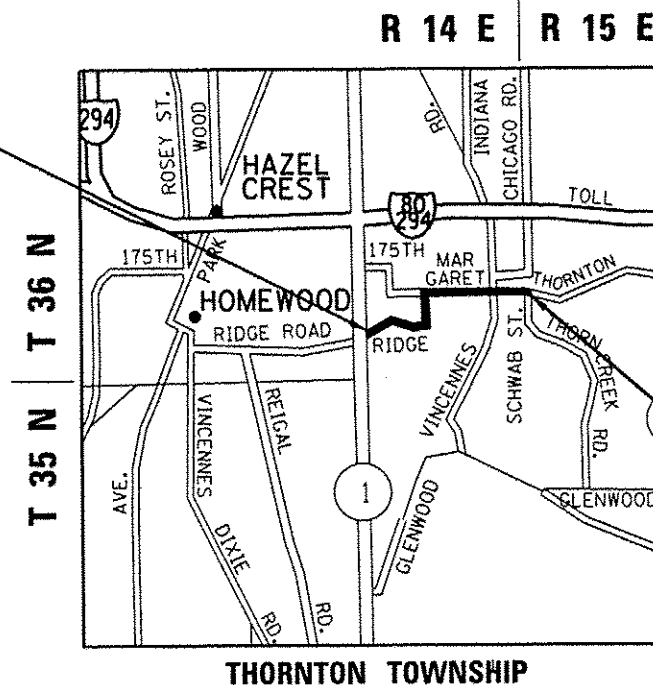 R 14 E R 15 E
T 36 N
T 35 N
294
ROSEY ST.
WOOD
HAZEL
CREST
RD.
INDIANA
CHICAGO RD.
80
294
TOLL
175TH
PARK
175TH
MAR
GARET
THORNTON
HOMEWOOD
RIDGE ROAD
RIDGE
VINCENNES
SCHWAB ST.
THORN CREEK
RD.
AVE.
VINCENNES
REIGAL
1
GLENWOOD
GLENWOOD
DIXIE
RD.
RD.
THORNTON TOWNSHIP